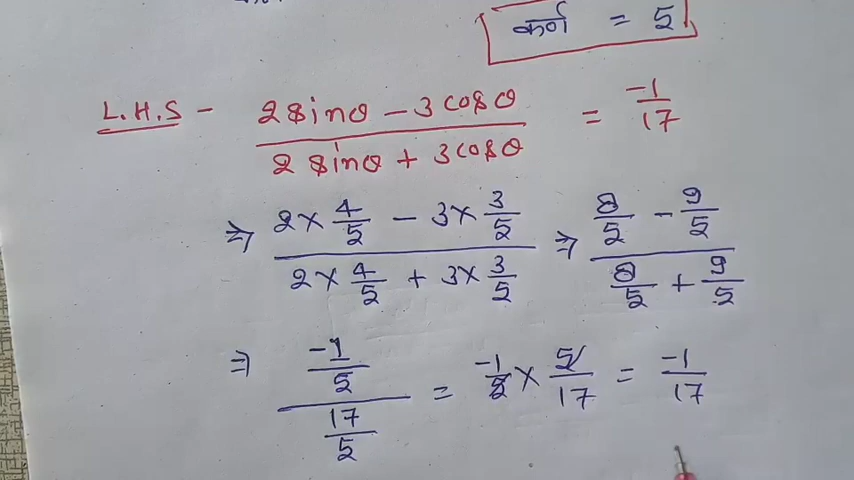 कर्ण = 5
L.H.S - (2sinθ - 3cosθ)/(2sinθ + 3cosθ) = -1/17
⇒ (2×4/5 - 3×3/5)/(2×4/5 + 3×3/5) ⇒ (8/5 - 9/5)/(8/5 + 9/5)
⇒ (-1/5)/(17/5) = -1/5 × 5/17 = -1/17